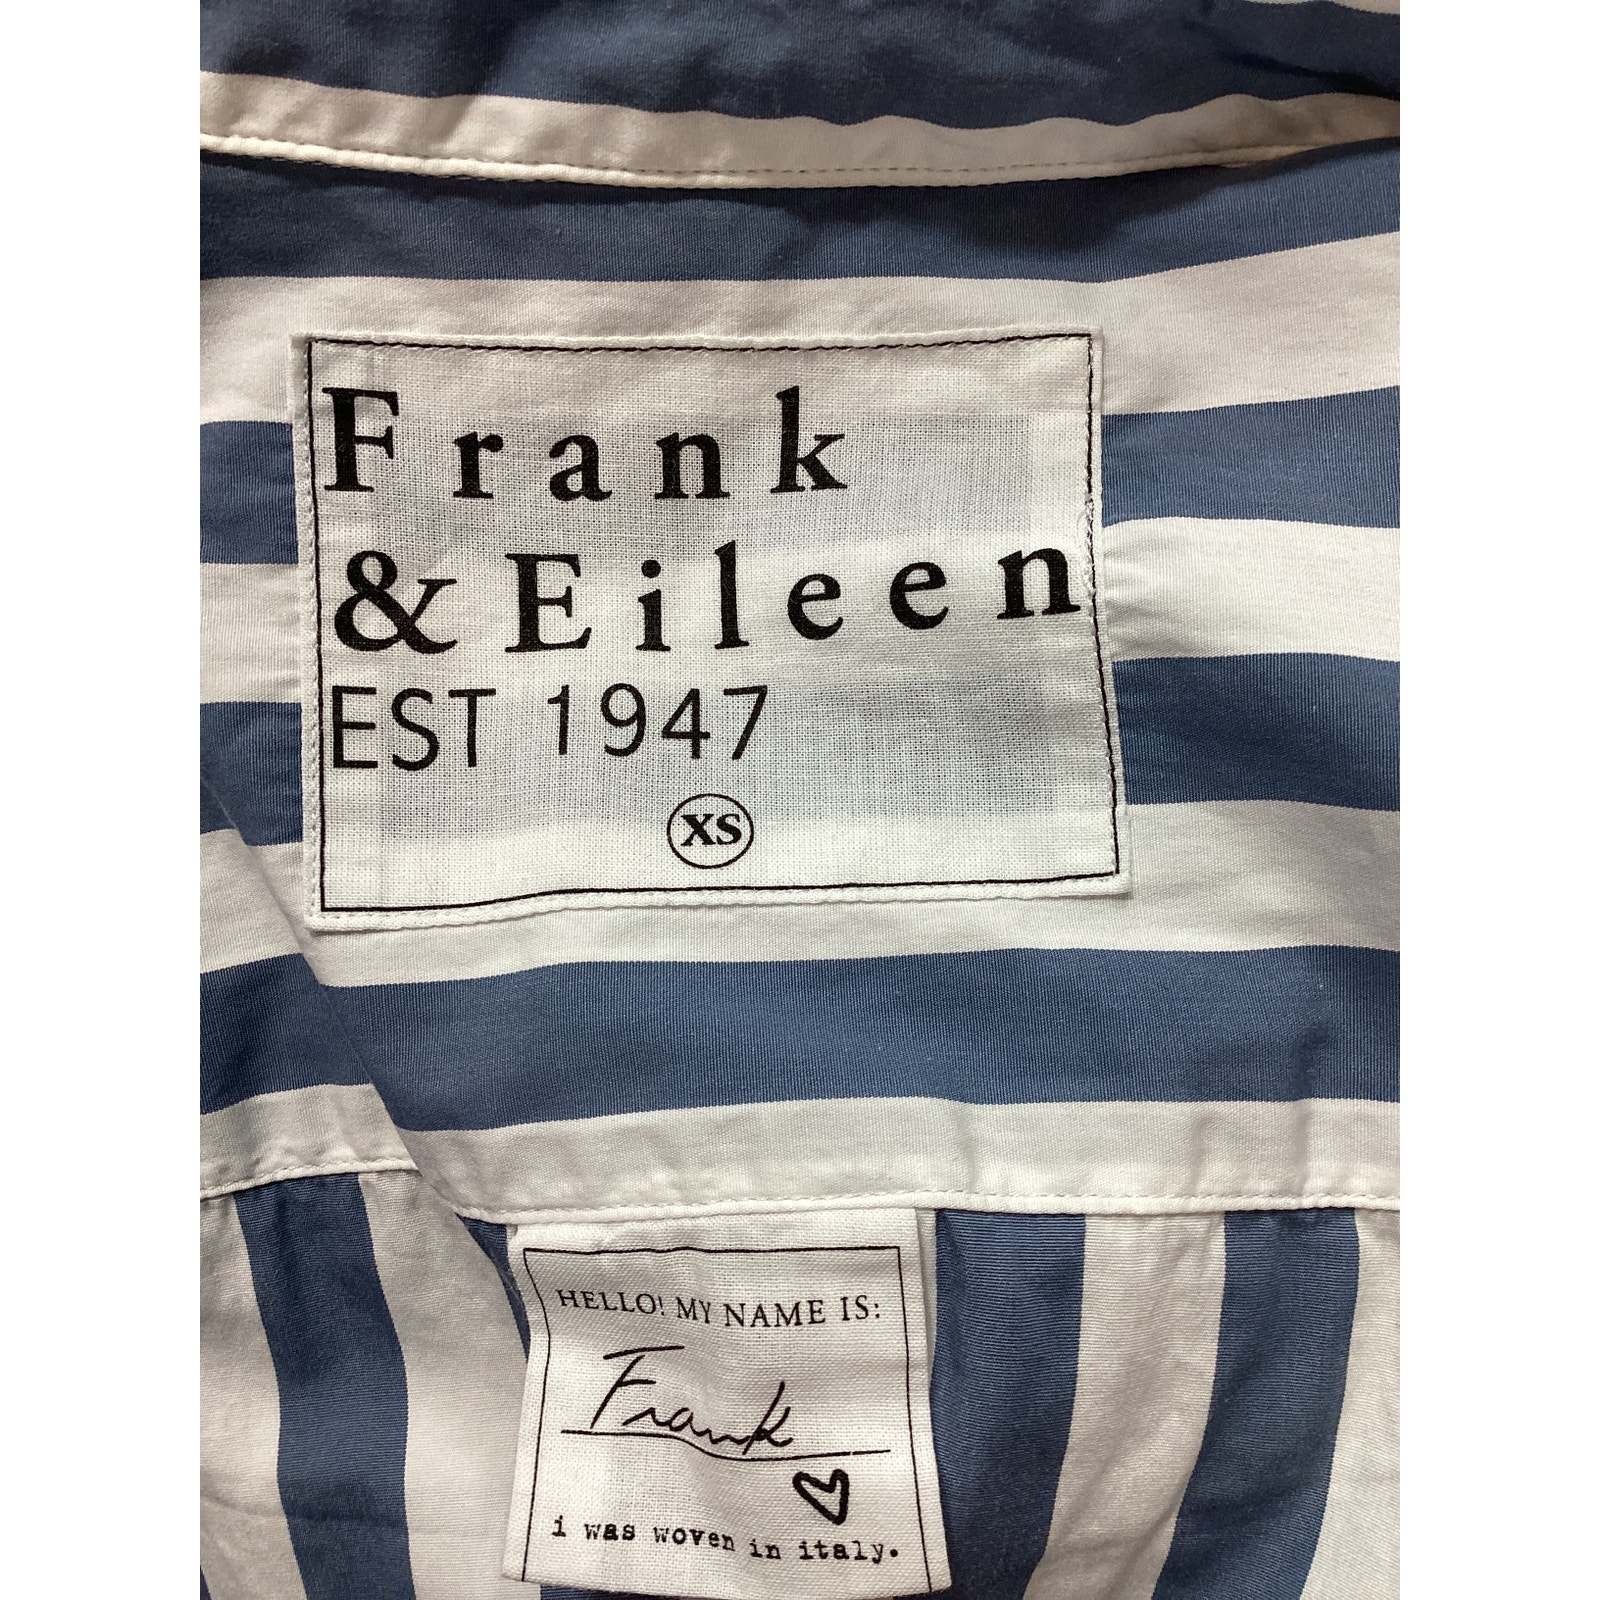 Frank
& Eileen
EST 1947
XS
HELLO! MY NAME IS:
Frank
i was woven in italy.